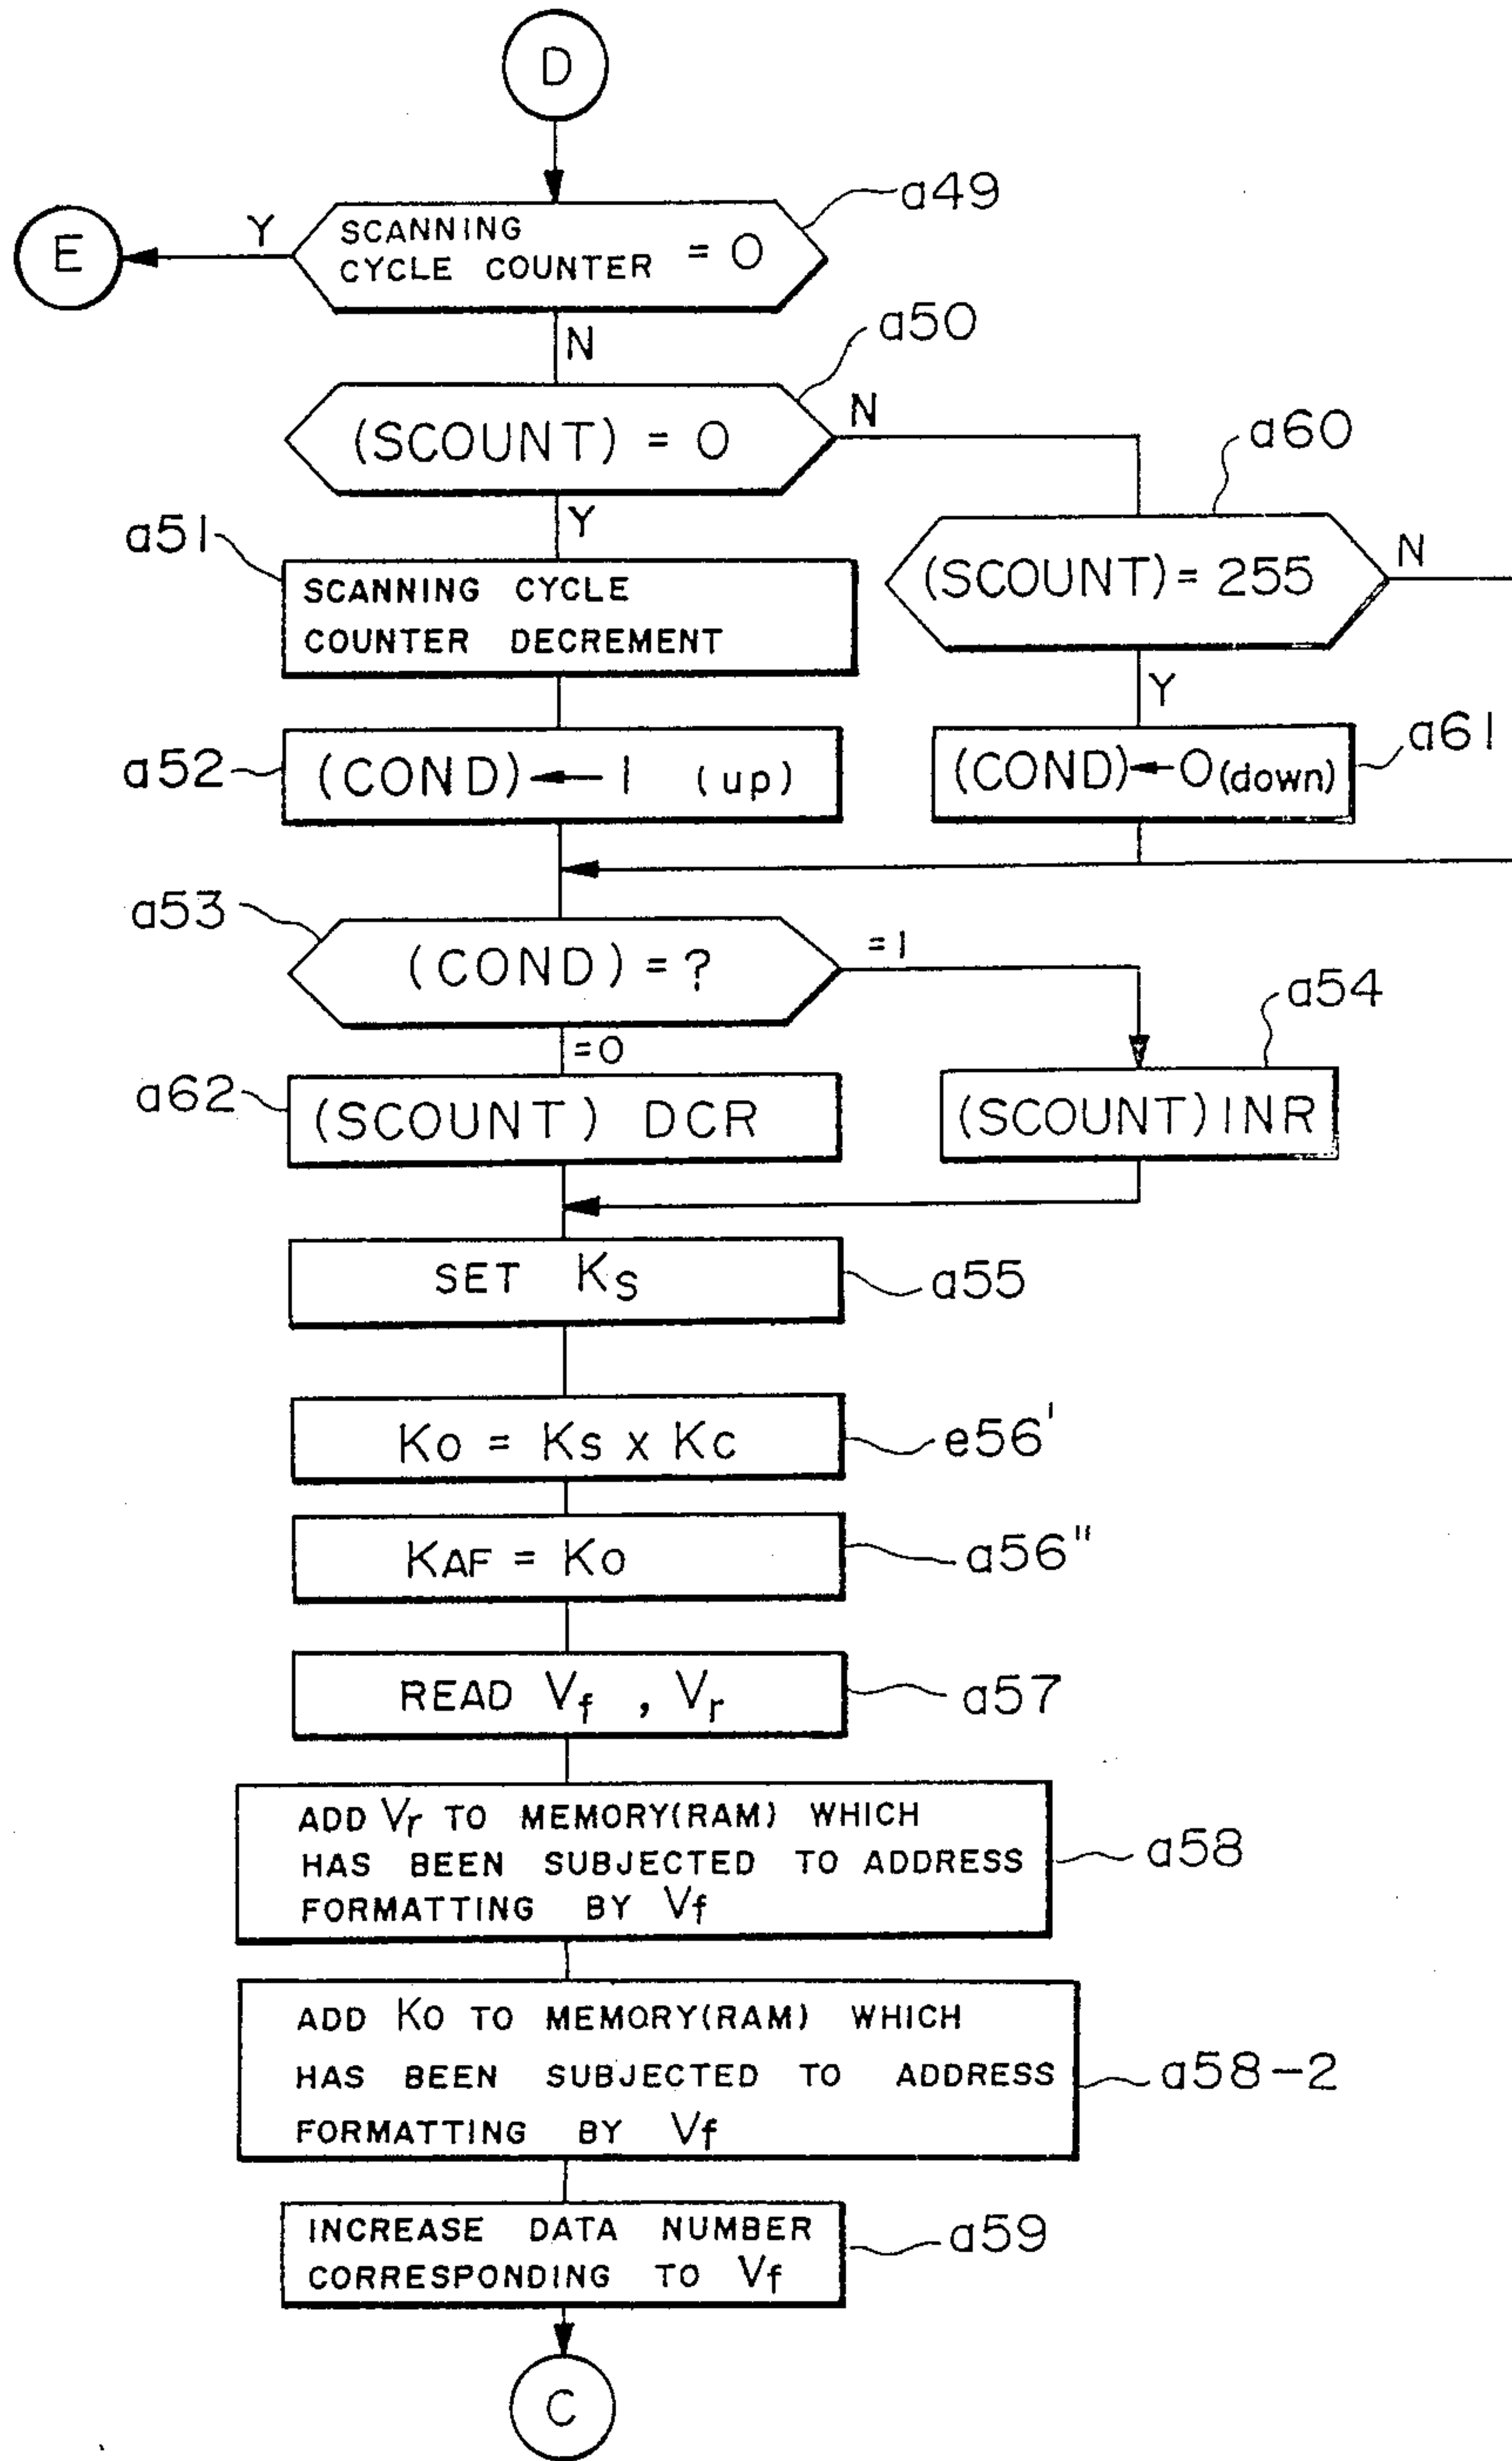 D
a49
SCANNING
CYCLE COUNTER = 0
Y
E
N
a50
(SCOUNT) = 0
N
a60
Y
a51
SCANNING CYCLE
COUNTER DECREMENT
(SCOUNT) = 255
N
Y
a52
(COND) ← 1 (up)
(COND) ← 0 (down)
a61
a53
(COND) = ?
=1
a54
=0
a62
(SCOUNT) DCR
(SCOUNT) INR
SET Ks
a55
Ko = Ks x Kc
e56'
KAF = Ko
a56"
READ Vf , Vr
a57
ADD Vr TO MEMORY(RAM) WHICH
HAS BEEN SUBJECTED TO ADDRESS
FORMATTING BY Vf
a58
ADD Ko TO MEMORY(RAM) WHICH
HAS BEEN SUBJECTED TO ADDRESS
FORMATTING BY Vf
a58-2
INCREASE DATA NUMBER
CORRESPONDING TO Vf
a59
C